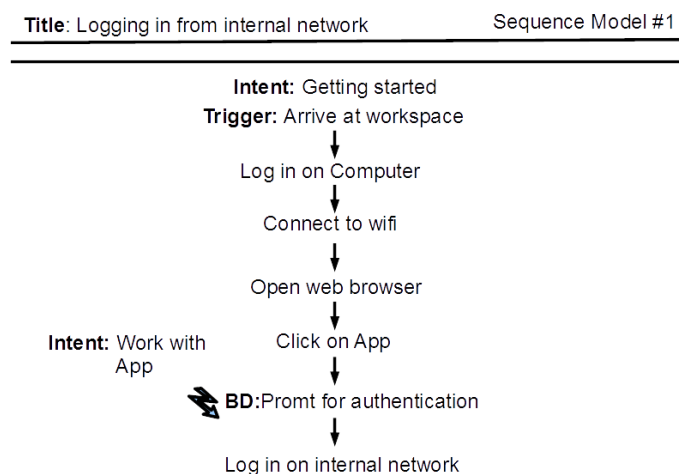 Title: Logging in from internal network
Sequence Model #1
Intent: Getting started
Trigger: Arrive at workspace
Log in on Computer
Connect to wifi
Open web browser
Click on App
Intent: Work with
App
BD:Promt for authentication
Log in on internal network